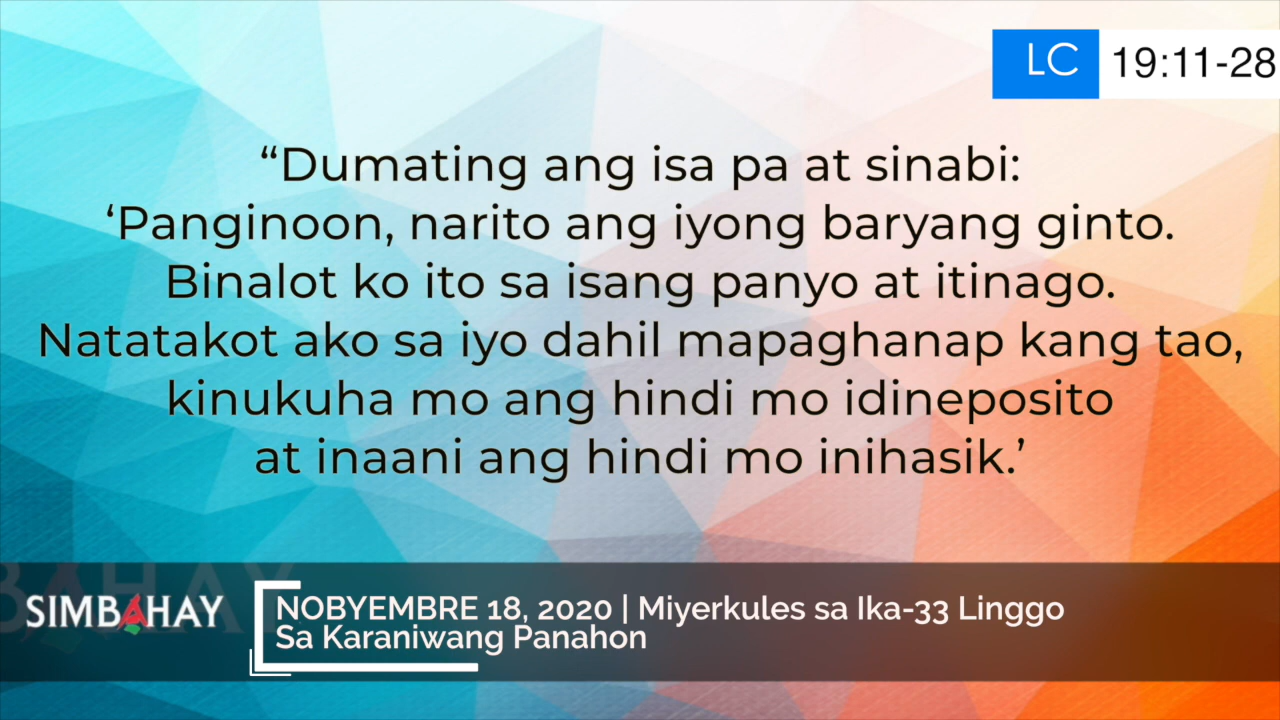 LC 19:11-28
“Dumating ang isa pa at sinabi:
‘Panginoon, narito ang iyong baryang ginto.
Binalot ko ito sa isang panyo at itinago.
Natatakot ako sa iyo dahil mapaghanap kang tao,
kinukuha mo ang hindi mo idineposito
at inaani ang hindi mo inihasik.’
SIMBAHAY
NOBYEMBRE 18, 2020 | Miyerkules sa Ika-33 Linggo
Sa Karaniwang Panahon